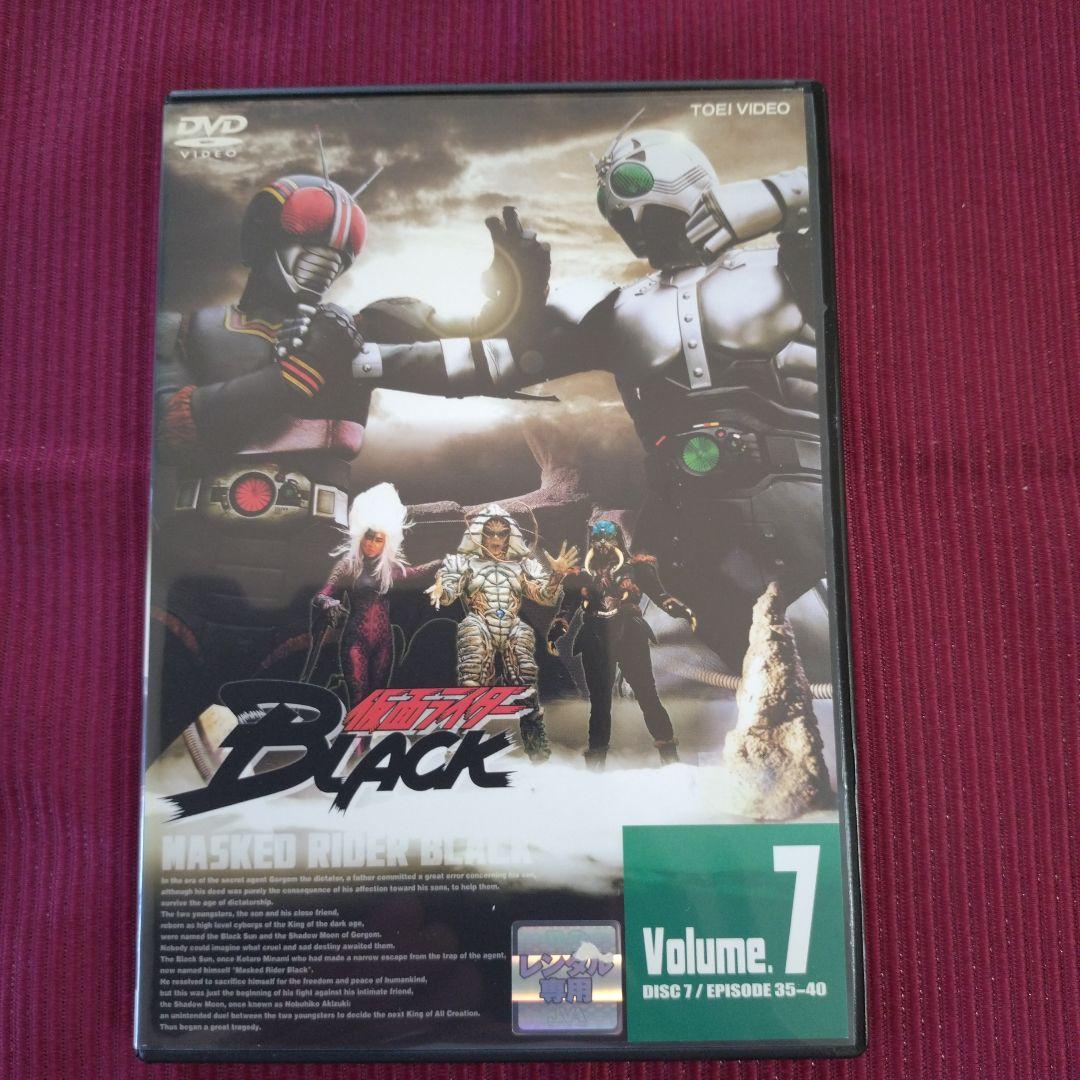 DVD
VIDEO
TOEI VIDEO
仮面ライダー
BLACK
MASKED RIDER BLACK
In the era of the secret agent Gorgom the dictator, a father committed a great error concerning his son,
although his deed was purely the consequence of his affection toward his sons, to help them.
survive the age of dictatorship.
The two youngsters, the son and his close friend,
reborn as high level cyborgs of the King of the dark age,
were named the Black Sun and the Shadow Moon of Gorgom.
Nobody could imagine what cruel and sad destiny awaited them.
The Black Sun, once Kotaro Minami who had made a narrow escape from the trap of the agent,
now named himself "Masked Rider Black".
He resolved to sacrifice himself for the freedom and peace of humankind,
but this was just the beginning of his fight against his intimate friend,
the Shadow Moon, once known as Nobuhiko Akizuki:
an unintended duel between the two youngsters to decide the next King of All Creation.
Thus began a great tragedy.
レンタル
専用
Volume. 7
DISC 7 / EPISODE 35-40